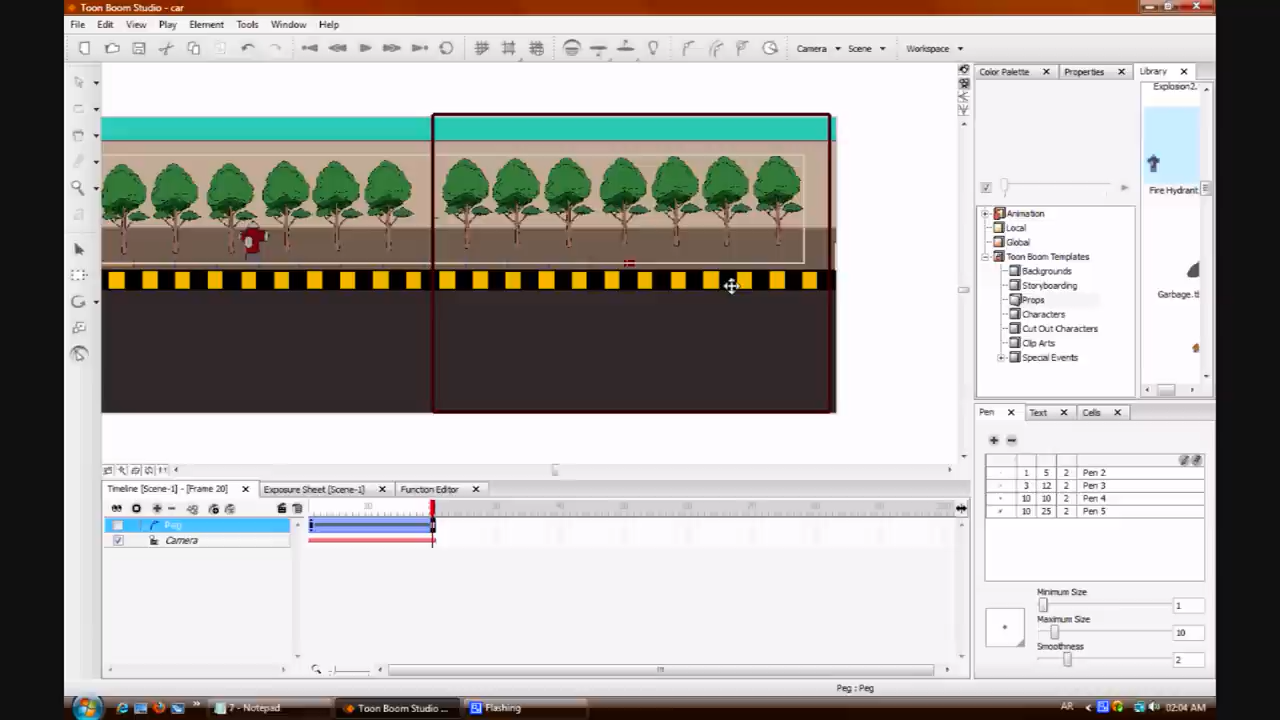 Toon Boom Studio - car
File Edit View Play Element Tools Window Help
Camera Scene Workspace
Color Palette Properties Library
Explosion2.
Fire Hydrant
Garbage.t
Animation
Local
Global
Toon Boom Templates
Backgrounds
Storyboarding
Props
Characters
Cut Out Characters
Clip Arts
Special Events
Pen Text Cells
1 5 2 Pen 2
3 12 2 Pen 3
10 10 2 Pen 4
10 25 2 Pen 5
Minimum Size
1
Maximum Size
10
Smoothness
2
Timeline [Scene-1] - [Frame 20] Exposure Sheet [Scene-1] Function Editor
Peg
Camera
Peg : Peg
7 - Notepad Toon Boom Studio ... Flashing AR 02:04 AM